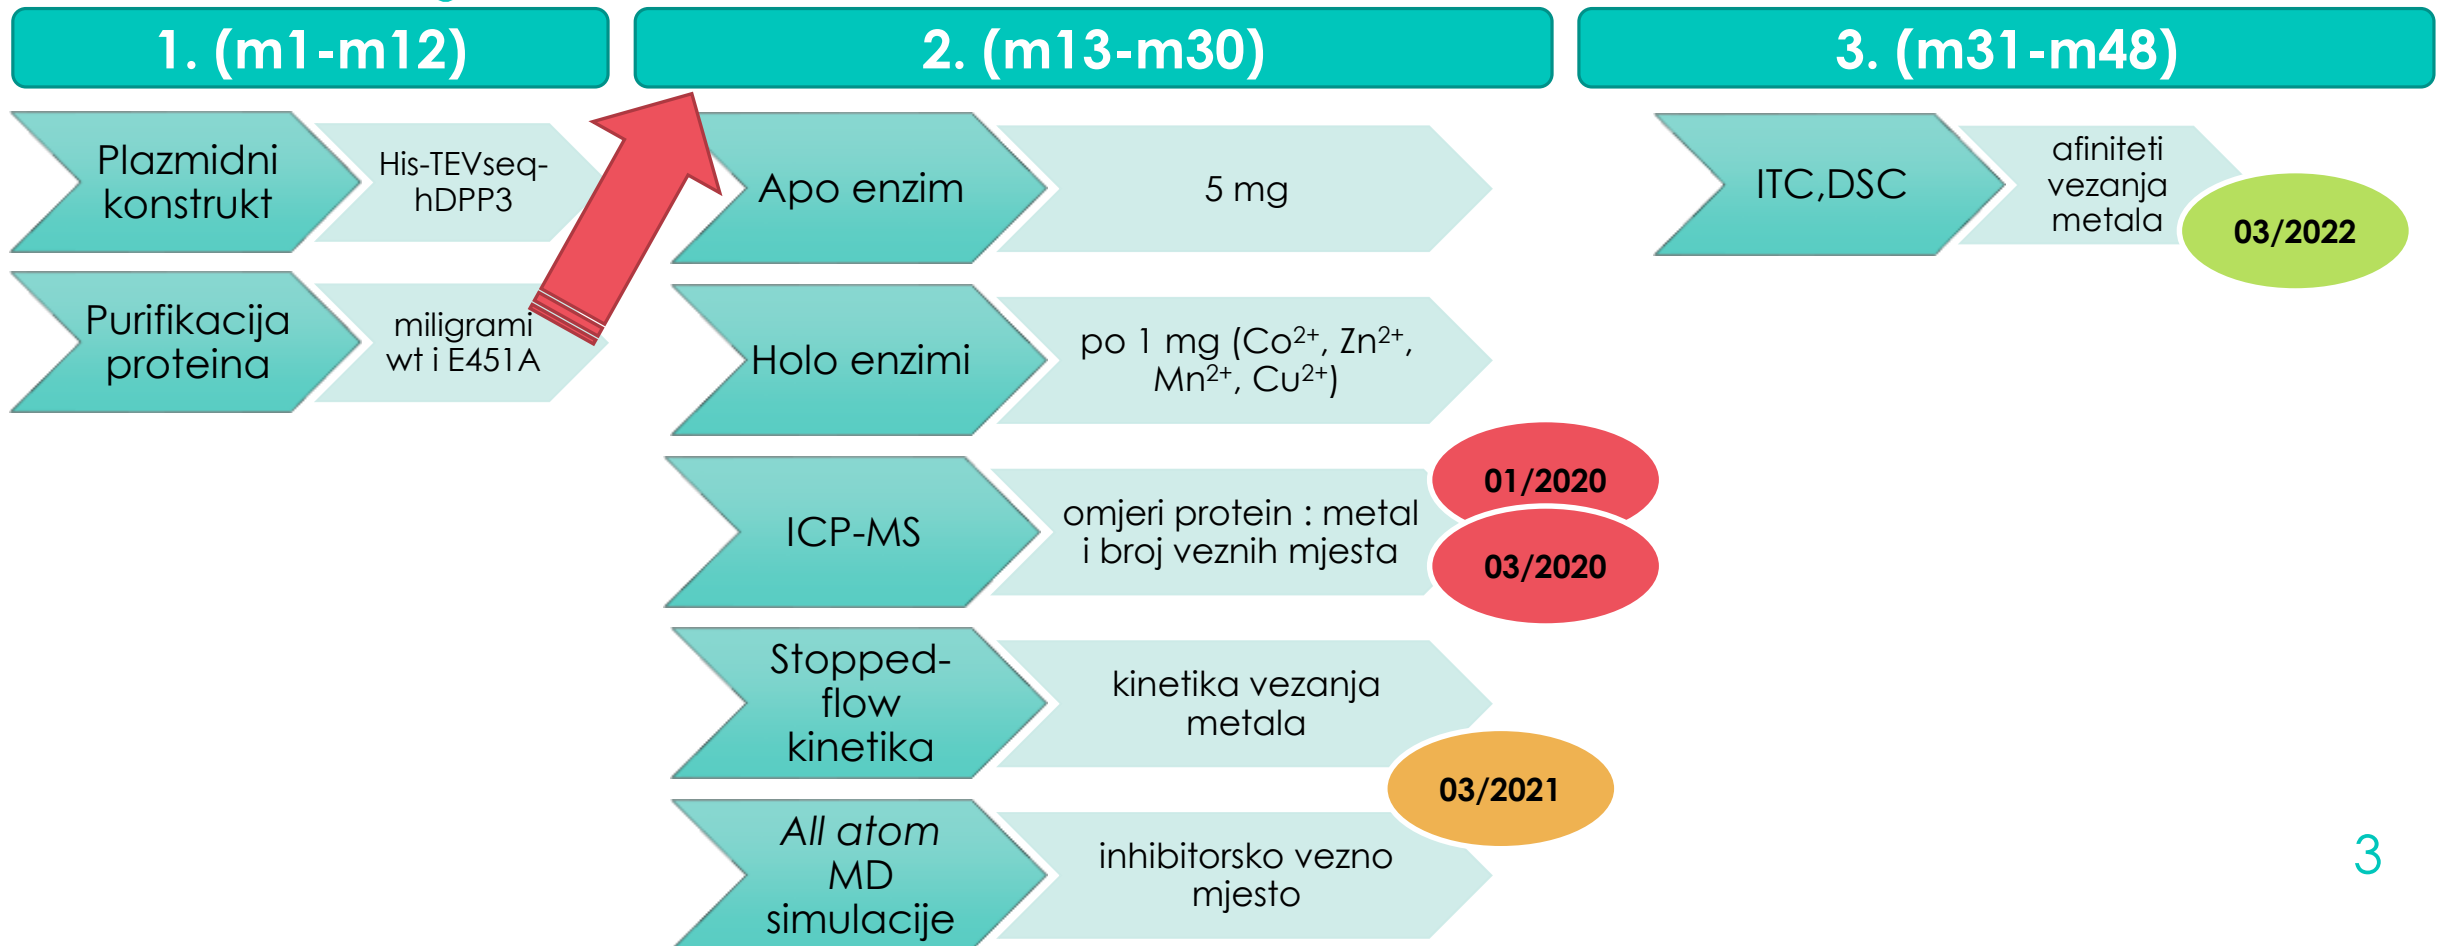 1. (m1-m12)
Plazmidni
konstrukt
His-TEVseq-
hDPP3
Purifikacija
proteina
miligrami
wt i E451A
2. (m13-m30)
Apo enzim
5 mg
Holo enzimi
po 1 mg (Co²⁺, Zn²⁺,
Mn²⁺, Cu²⁺)
ICP-MS
omjeri protein : metal
i broj veznih mjesta
01/2020
03/2020
Stopped-
flow
kinetika
kinetika vezanja
metala
03/2021
All atom
MD
simulacije
inhibitorsko vezno
mjesto
3. (m31-m48)
ITC,DSC
afiniteti
vezanja
metala
03/2022
3